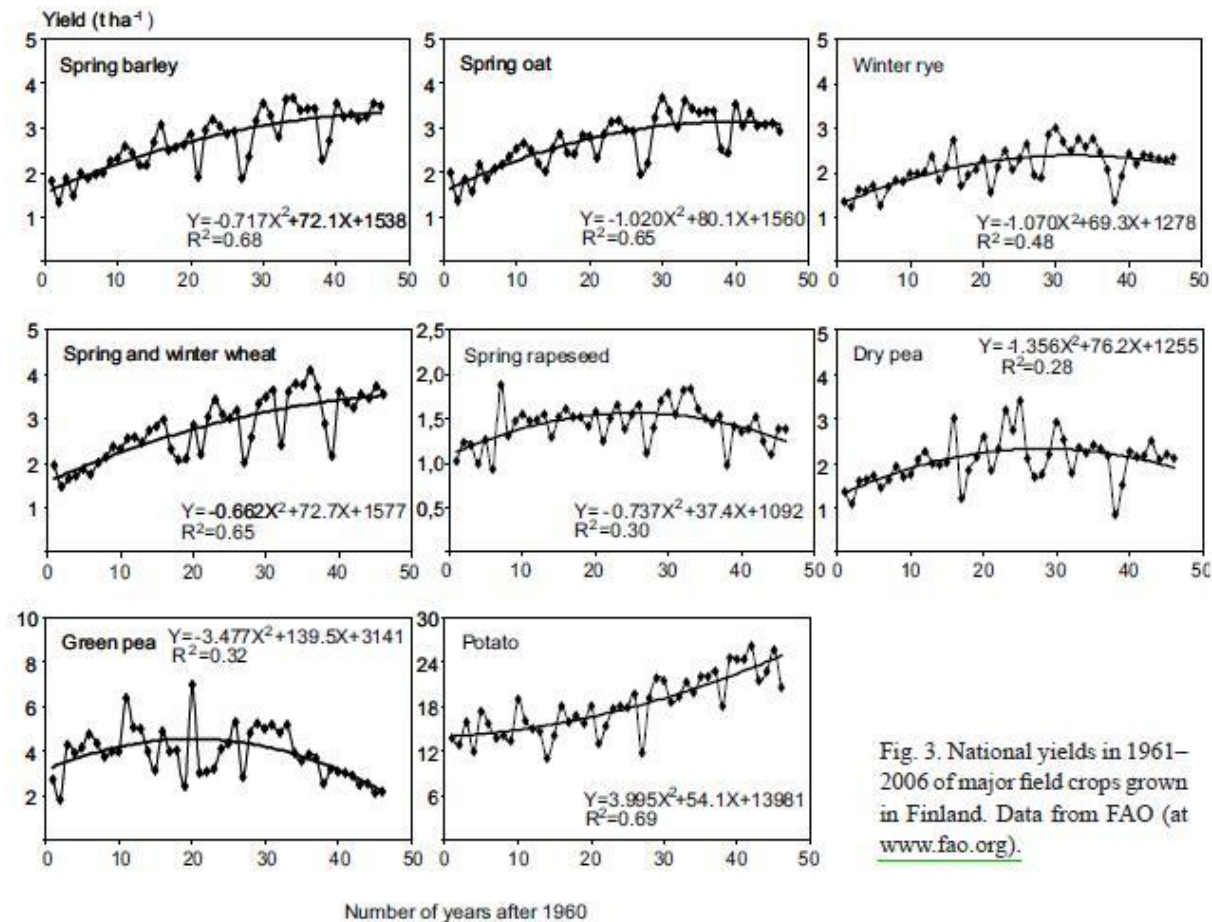 Yield (t ha⁻¹)
5
4
3
2
1
Spring barley
Y=-0.717X²+72.1X+1538
R²=0.68
0 10 20 30 40 50
5
4
3
2
1
Spring oat
Y=-1.020X²+80.1X+1560
R²=0.65
0 10 20 30 40 50
5
4
3
2
1
Winter rye
Y=-1.070X²+69.3X+1278
R²=0.48
0 10 20 30 40 50
5
4
3
2
1
Spring and winter wheat
Y=-0.662X²+72.7X+1577
R²=0.65
0 10 20 30 40 50
2,5
2,0
1,5
1,0
0,5
Spring rapeseed
Y=-0.737X²+37.4X+1092
R²=0.30
0 10 20 30 40 50
5
4
3
2
1
Dry pea
Y=-1.356X²+76.2X+1255
R²=0.28
0 10 20 30 40 50
10
8
6
4
2
Green pea
Y=-3.477X²+139.5X+3141
R²=0.32
0 10 20 30 40 50
30
24
18
12
6
Potato
Y=3.995X²+54.1X+13981
R²=0.69
0 10 20 30 40 50
Number of years after 1960
Fig. 3. National yields in 1961–
2006 of major field crops grown
in Finland. Data from FAO (at
www.fao.org).